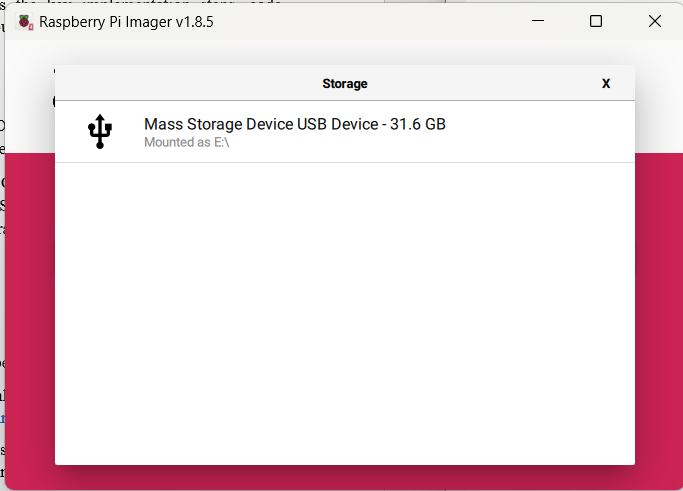 Raspberry Pi Imager v1.8.5
Storage
X
Mass Storage Device USB Device - 31.6 GB
Mounted as E:\